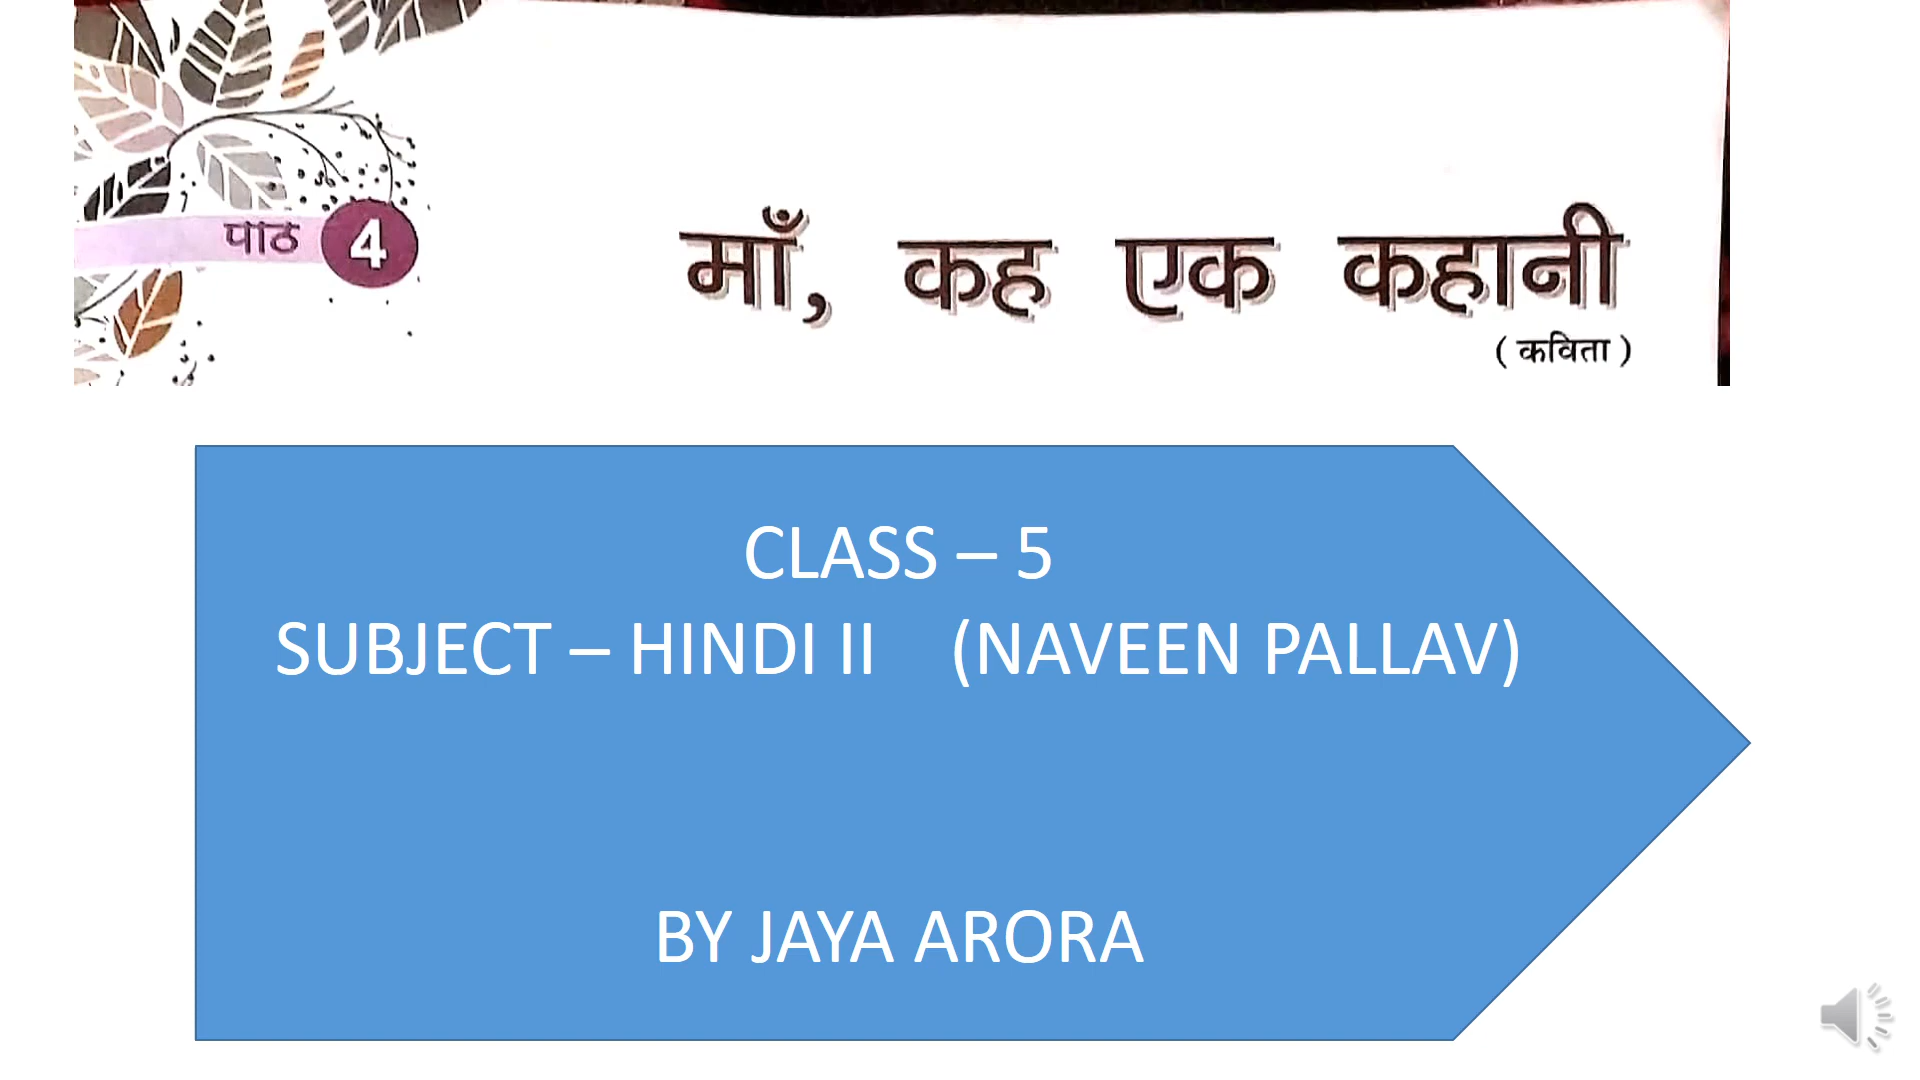 पाठ 4
माँ, कह एक कहानी
( कविता )
CLASS – 5
SUBJECT – HINDI II (NAVEEN PALLAV)
BY JAYA ARORA